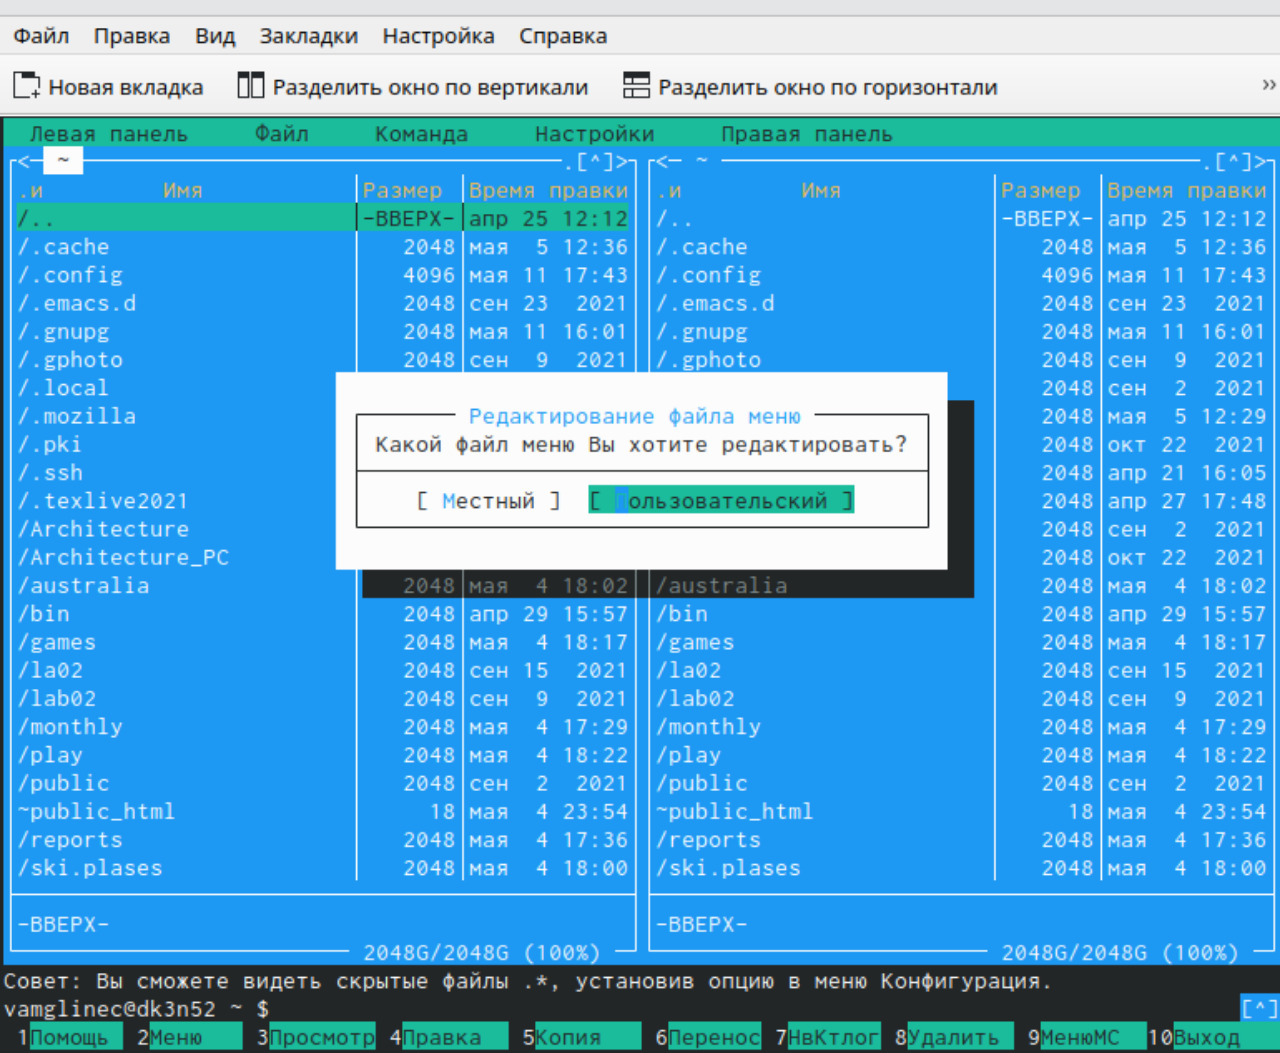 Файл Правка Вид Закладки Настройка Справка
Новая вкладка Разделить окно по вертикали Разделить окно по горизонтали »
Левая панель Файл Команда Настройки Правая панель
<─ ~ ─.[^]>┐ ┌<─ ~ ─.[^]>
.и Имя Размер Время правки .и Имя Размер Время правки
/.. -ВВЕРХ- апр 25 12:12 /.. -ВВЕРХ- апр 25 12:12
/.cache 2048 мая 5 12:36 /.cache 2048 мая 5 12:36
/.config 4096 мая 11 17:43 /.config 4096 мая 11 17:43
/.emacs.d 2048 сен 23 2021 /.emacs.d 2048 сен 23 2021
/.gnupg 2048 мая 11 16:01 /.gnupg 2048 мая 11 16:01
/.gphoto 2048 сен 9 2021 /.gphoto 2048 сен 9 2021
/.local 2048 сен 2 2021
/.mozilla Редактирование файла меню 2048 мая 5 12:29
/.pki Какой файл меню Вы хотите редактировать? 2048 окт 22 2021
/.ssh 2048 апр 21 16:05
/.texlive2021 [ Местный ] [ Пользовательский ] 2048 апр 27 17:48
/Architecture 2048 сен 2 2021
/Architecture_PC 2048 окт 22 2021
/australia 2048 мая 4 18:02 /australia 2048 мая 4 18:02
/bin 2048 апр 29 15:57 /bin 2048 апр 29 15:57
/games 2048 мая 4 18:17 /games 2048 мая 4 18:17
/la02 2048 сен 15 2021 /la02 2048 сен 15 2021
/lab02 2048 сен 9 2021 /lab02 2048 сен 9 2021
/monthly 2048 мая 4 17:29 /monthly 2048 мая 4 17:29
/play 2048 мая 4 18:22 /play 2048 мая 4 18:22
/public 2048 сен 2 2021 /public 2048 сен 2 2021
~public_html 18 мая 4 23:54 ~public_html 18 мая 4 23:54
/reports 2048 мая 4 17:36 /reports 2048 мая 4 17:36
/ski.plases 2048 мая 4 18:00 /ski.plases 2048 мая 4 18:00
-ВВЕРХ- -ВВЕРХ-
2048G/2048G (100%) 2048G/2048G (100%)
Совет: Вы сможете видеть скрытые файлы .*, установив опцию в меню Конфигурация.
vamglinec@dk3n52 ~ $ [^]
1Помощь 2Меню 3Просмотр 4Правка 5Копия 6Перенос 7НвКтлог 8Удалить 9МенюМС 10Выход